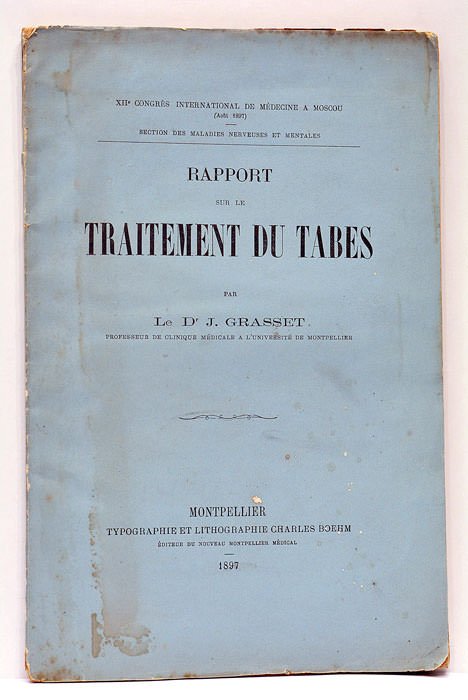 XIIe CONGRÈS INTERNATIONAL DE MÉDECINE A MOSCOU
(Août 1897)
SECTION DES MALADIES NERVEUSES ET MENTALES
RAPPORT
SUR LE
TRAITEMENT DU TABES
PAR
Le Dr J. GRASSET
PROFESSEUR DE CLINIQUE MÉDICALE A L'UNIVERSITÉ DE MONTPELLIER
MONTPELLIER
TYPOGRAPHIE ET LITHOGRAPHIE CHARLES BOEHM
ÉDITEUR DU NOUVEAU MONTPELLIER MÉDICAL
1897